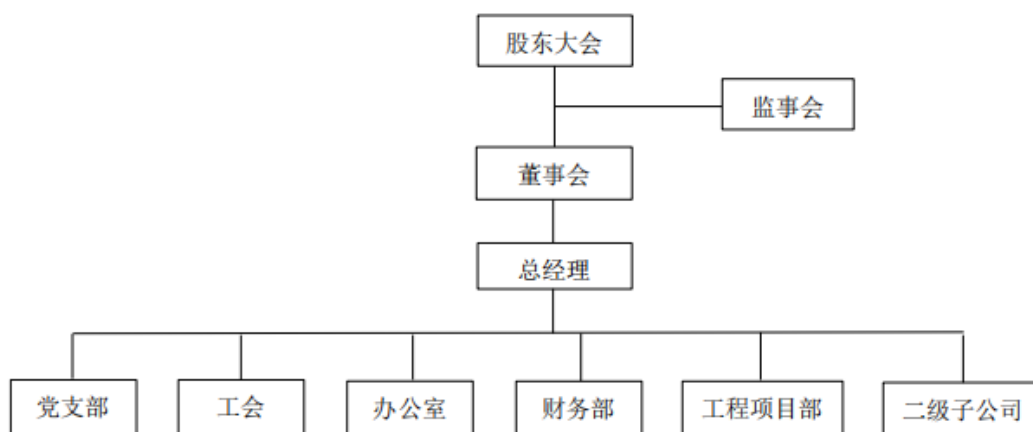 股东大会
监事会
董事会
总经理
党支部
工会
办公室
财务部
工程项目部
二级子公司